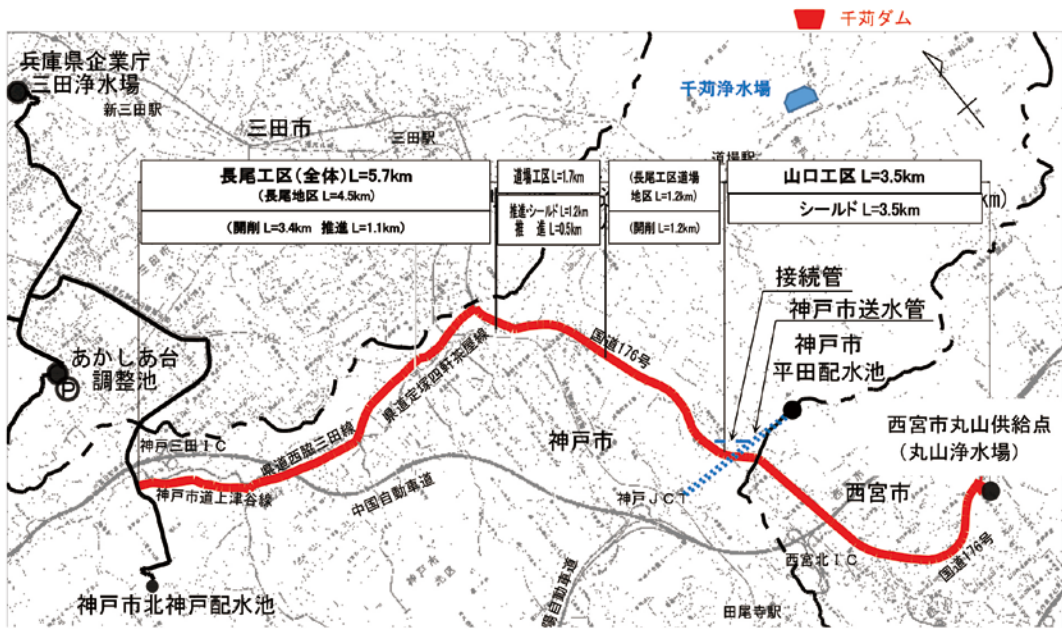 千苅ダム
兵庫県企業庁
三田浄水場
新三田駅
三田市
三田駅
千苅浄水場
道場駅
長尾工区(全体)L=5.7km
(長尾地区 L=4.5km)
(開削 L=3.4km 推進 L=1.1km)
道場工区 L=1.7km
推進・シールドL=1.2km
推 進 L=0.5km
(長尾工区道場
地区 L=1.2km)
(開削 L=1.2km)
山口工区 L=3.5km
シールド L=3.5km
km)
接続管
神戸市送水管
神戸市
平田配水池
あかしあ台
調整池
P
国道176号
県道定塚四軒茶屋線
県道西脇三田線
神戸三田IC
神戸市道上津谷線
中国自動車道
神戸市
神戸JCT
西宮市丸山供給点
(丸山浄水場)
西宮市
西宮北IC
国道176号
神戸市北神戸配水池
自動車道
田尾寺駅